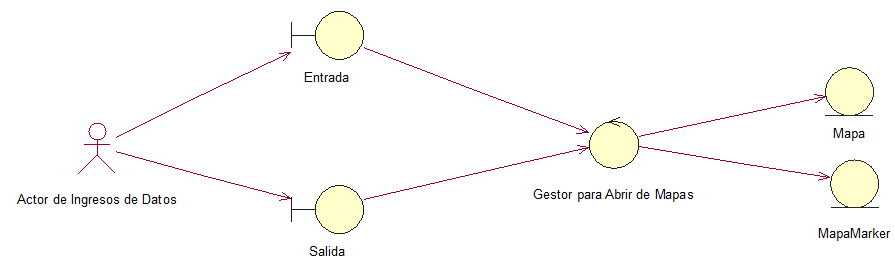 Entrada
Actor de Ingresos de Datos
Salida
Gestor para Abrir de Mapas
Mapa
MapaMarker